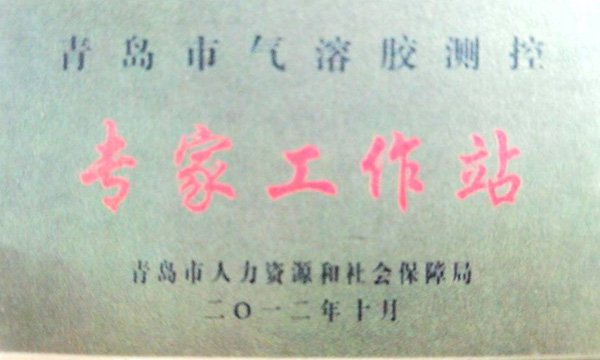 青岛市气溶胶测控
专家工作站
青岛市人力资源和社会保障局
二〇一二年十月